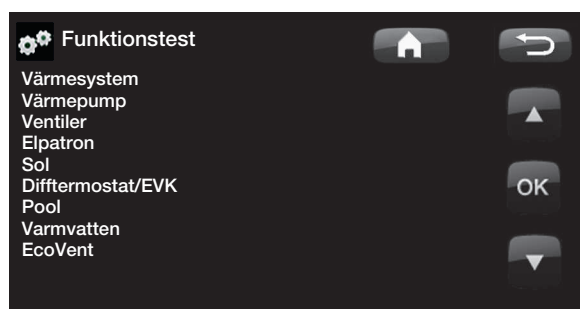 Funktionstest
Värmesystem
Värmepump
Ventiler
Elpatron
Sol
Difftermostat/EVK
OK
Pool
Varmvatten
EcoVent